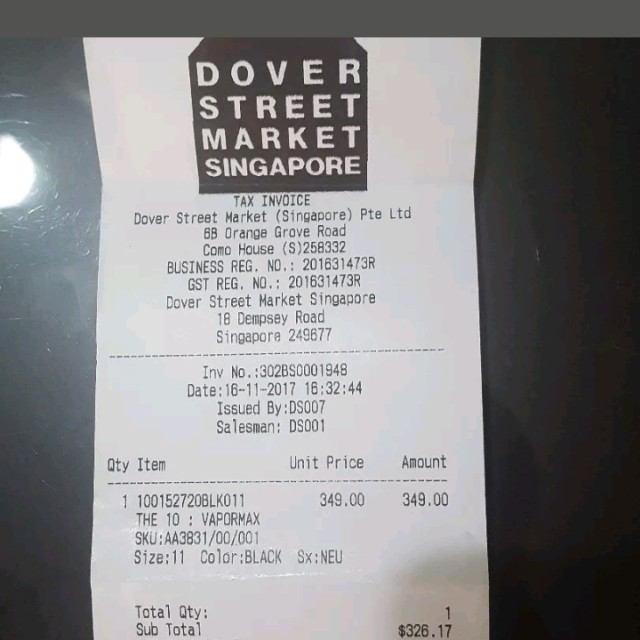 DOVER
STREET
MARKET
SINGAPORE
TAX INVOICE
Dover Street Market (Singapore) Pte Ltd
6B Orange Grove Road
Como House (S)258332
BUSINESS REG. NO.: 201631473R
GST REG. NO.: 201631473R
Dover Street Market Singapore
18 Dempsey Road
Singapore 249677
Inv No.:302BS0001948
Date:16-11-2017 16:32:44
Issued By:DS007
Salesman: DS001
Qty Item Unit Price Amount
1 100152720BLK011 349.00 349.00
THE 10 : VAPORMAX
SKU:AA3831/00/001
Size:11 Color:BLACK Sx:NEU
Total Qty: 1
Sub Total $326.17